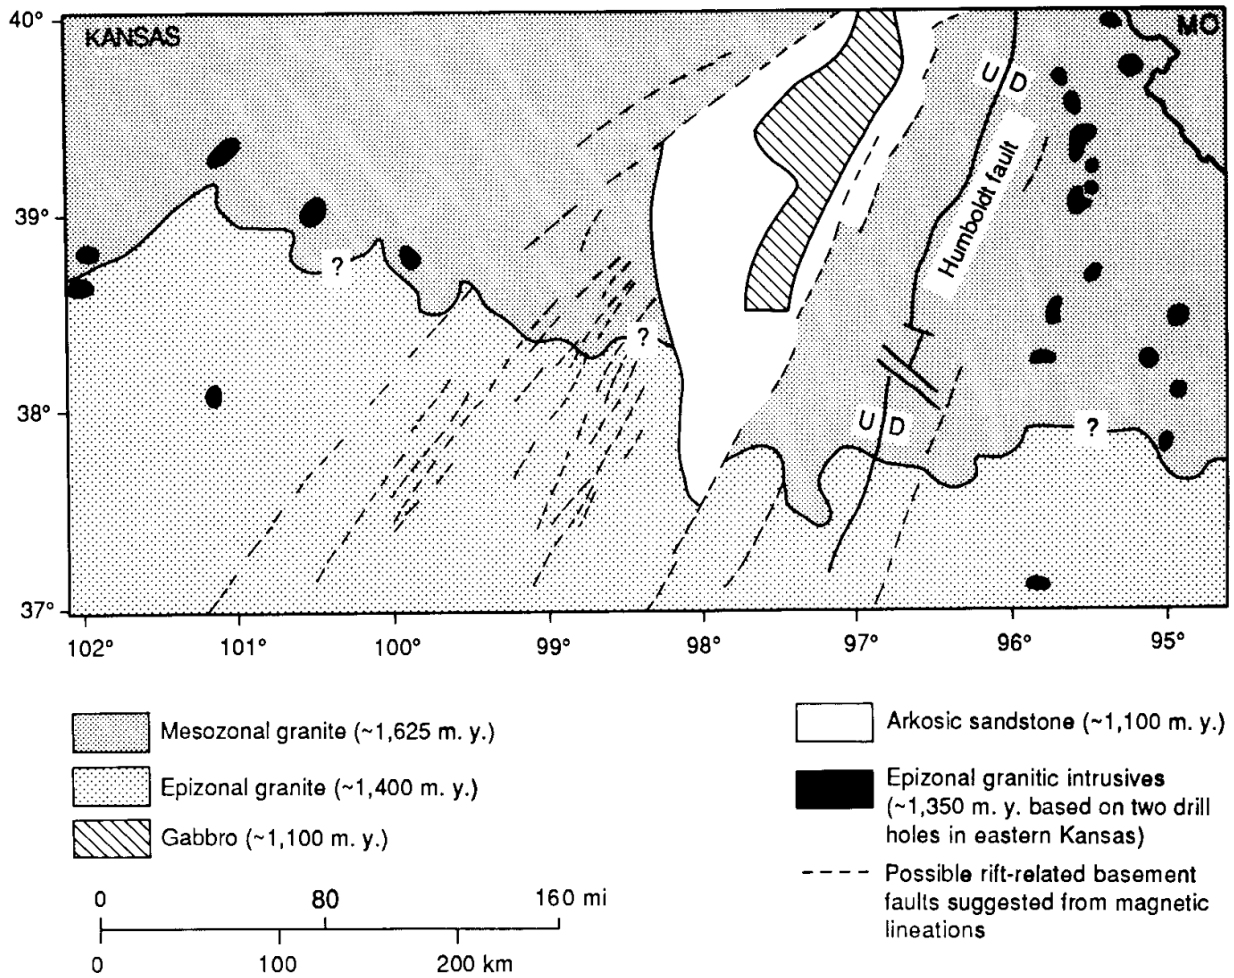 40°
KANSAS
MO
U D
Humboldt fault
39°
?
?
38°
U D
?
37°
102° 101° 100° 99° 98° 97° 96° 95°
Mesozonal granite (~1,625 m. y.)
Epizonal granite (~1,400 m. y.)
Gabbro (~1,100 m. y.)
0 80 160 mi
0 100 200 km
Arkosic sandstone (~1,100 m. y.)
Epizonal granitic intrusives
(~1,350 m. y. based on two drill
holes in eastern Kansas)
Possible rift-related basement
faults suggested from magnetic
lineations